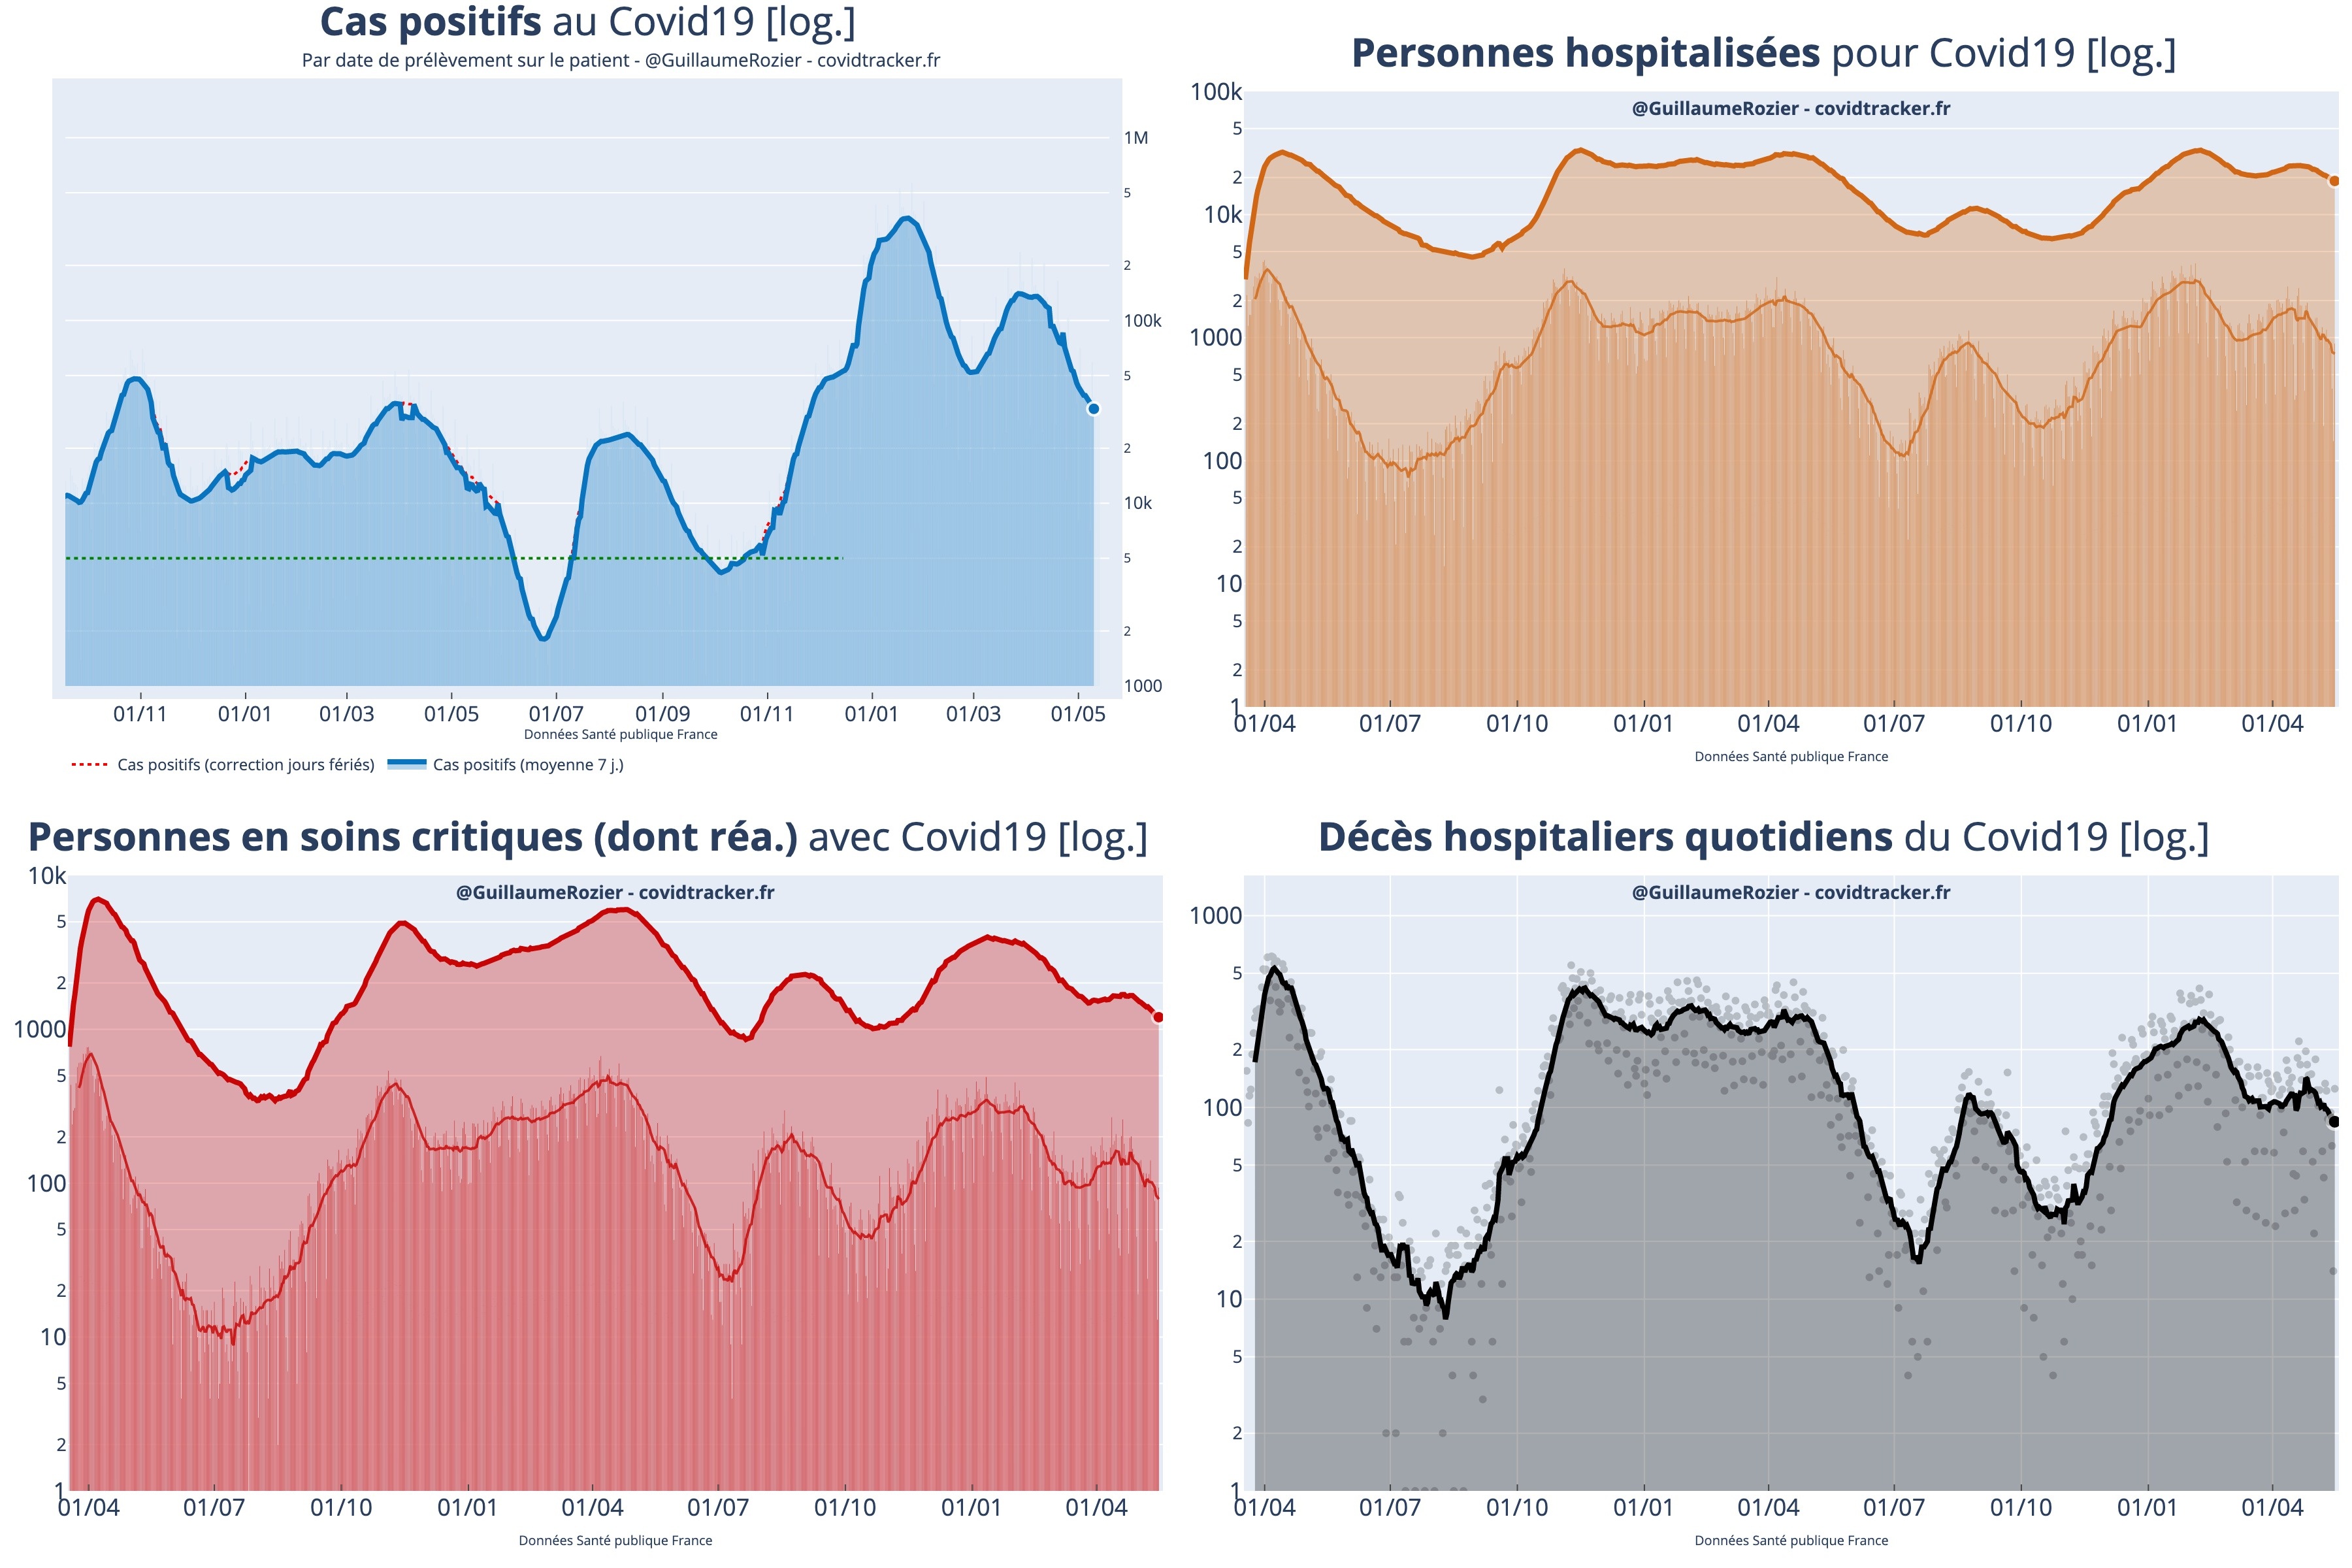 Cas positifs au Covid19 [log.]
Par date de prélèvement sur le patient - @GuillaumeRozier - covidtracker.fr
1M
5
2
100k
5
2
10k
5
2
1000
01/11 01/01 01/03 01/05 01/07 01/09 01/11 01/01 01/03 01/05
Données Santé publique France
Cas positifs (correction jours fériés) Cas positifs (moyenne 7 j.)
Personnes hospitalisées pour Covid19 [log.]
@GuillaumeRozier - covidtracker.fr
100k
5
2
10k
5
2
1000
5
2
100
5
2
10
5
2
1
01/04 01/07 01/10 01/01 01/04 01/07 01/10 01/01 01/04
Données Santé publique France
Personnes en soins critiques (dont réa.) avec Covid19 [log.]
@GuillaumeRozier - covidtracker.fr
10k
5
2
1000
5
2
100
5
2
10
5
2
1
01/04 01/07 01/10 01/01 01/04 01/07 01/10 01/01 01/04
Données Santé publique France
Décès hospitaliers quotidiens du Covid19 [log.]
@GuillaumeRozier - covidtracker.fr
1000
5
2
100
5
2
10
5
2
1
01/04 01/07 01/10 01/01 01/04 01/07 01/10 01/01 01/04
Données Santé publique France